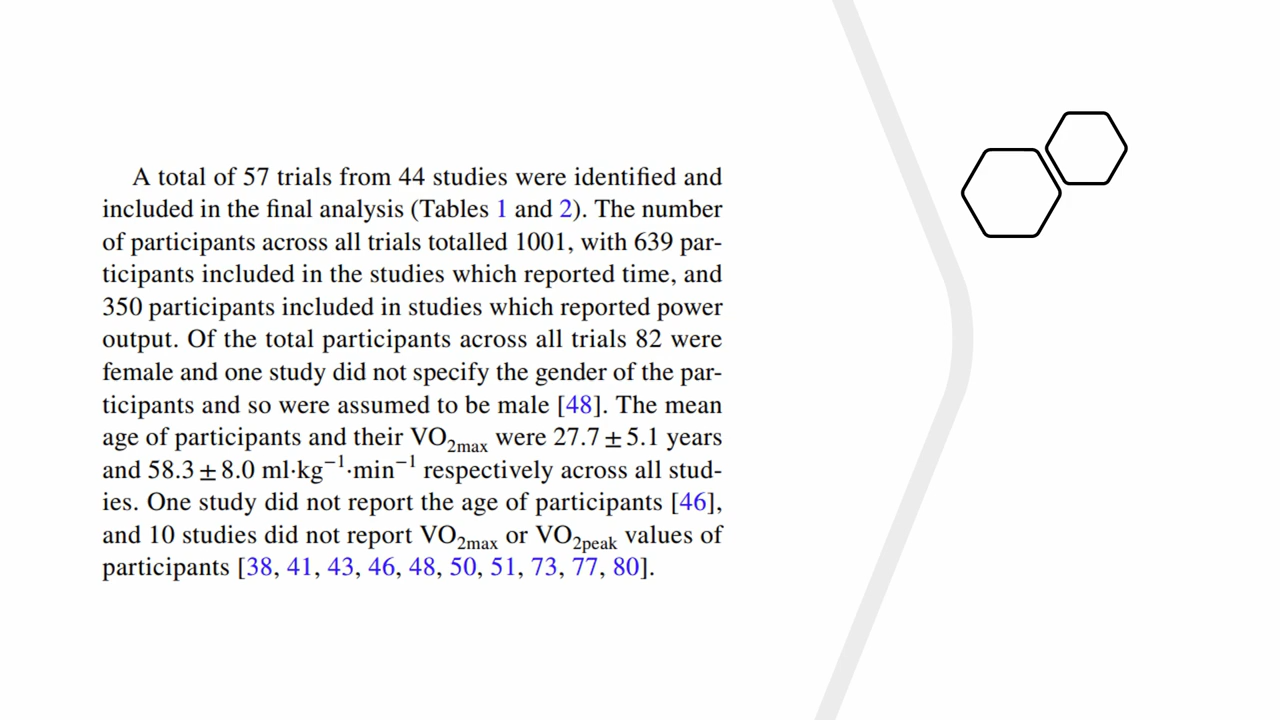 A total of 57 trials from 44 studies were identified and
included in the final analysis (Tables 1 and 2). The number
of participants across all trials totalled 1001, with 639 par-
ticipants included in the studies which reported time, and
350 participants included in studies which reported power
output. Of the total participants across all trials 82 were
female and one study did not specify the gender of the par-
ticipants and so were assumed to be male [48]. The mean
age of participants and their VO₂max were 27.7 ± 5.1 years
and 58.3 ± 8.0 ml·kg⁻¹·min⁻¹ respectively across all stud-
ies. One study did not report the age of participants [46],
and 10 studies did not report VO₂max or VO₂peak values of
participants [38, 41, 43, 46, 48, 50, 51, 73, 77, 80].